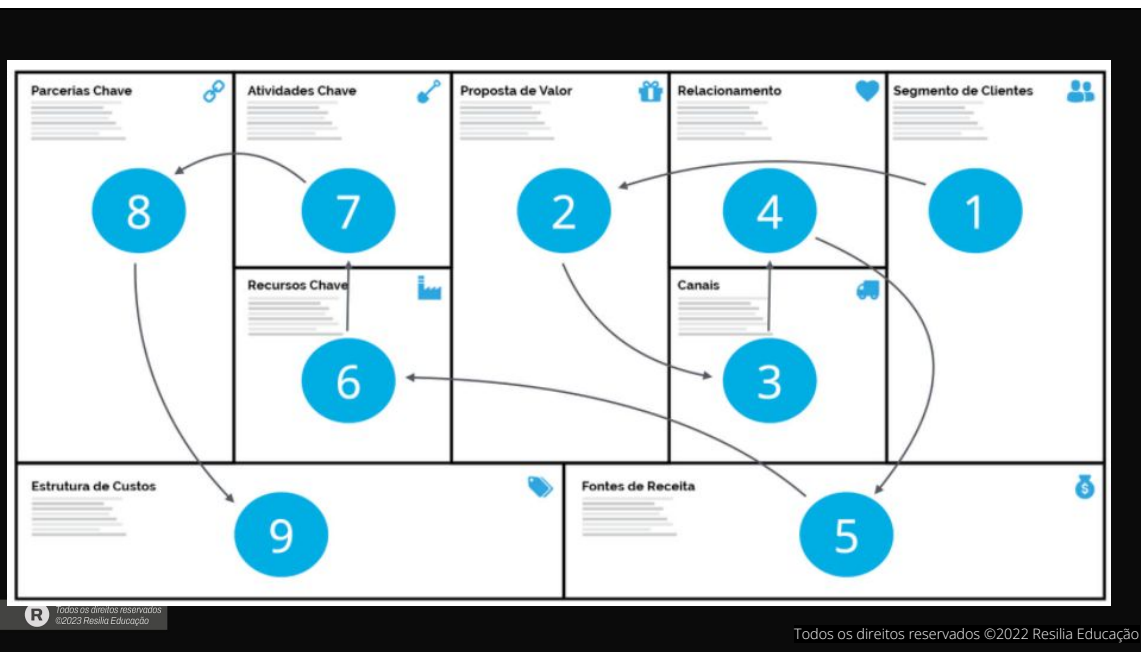 Parcerias Chave
Atividades Chave
Proposta de Valor
Relacionamento
Segmento de Clientes
8
7
2
4
1
Recursos Chave
Canais
6
3
Estrutura de Custos
Fontes de Receita
9
5
R
Todos os direitos reservados
©2023 Resilia Educação
Todos os direitos reservados ©2022 Resilia Educação